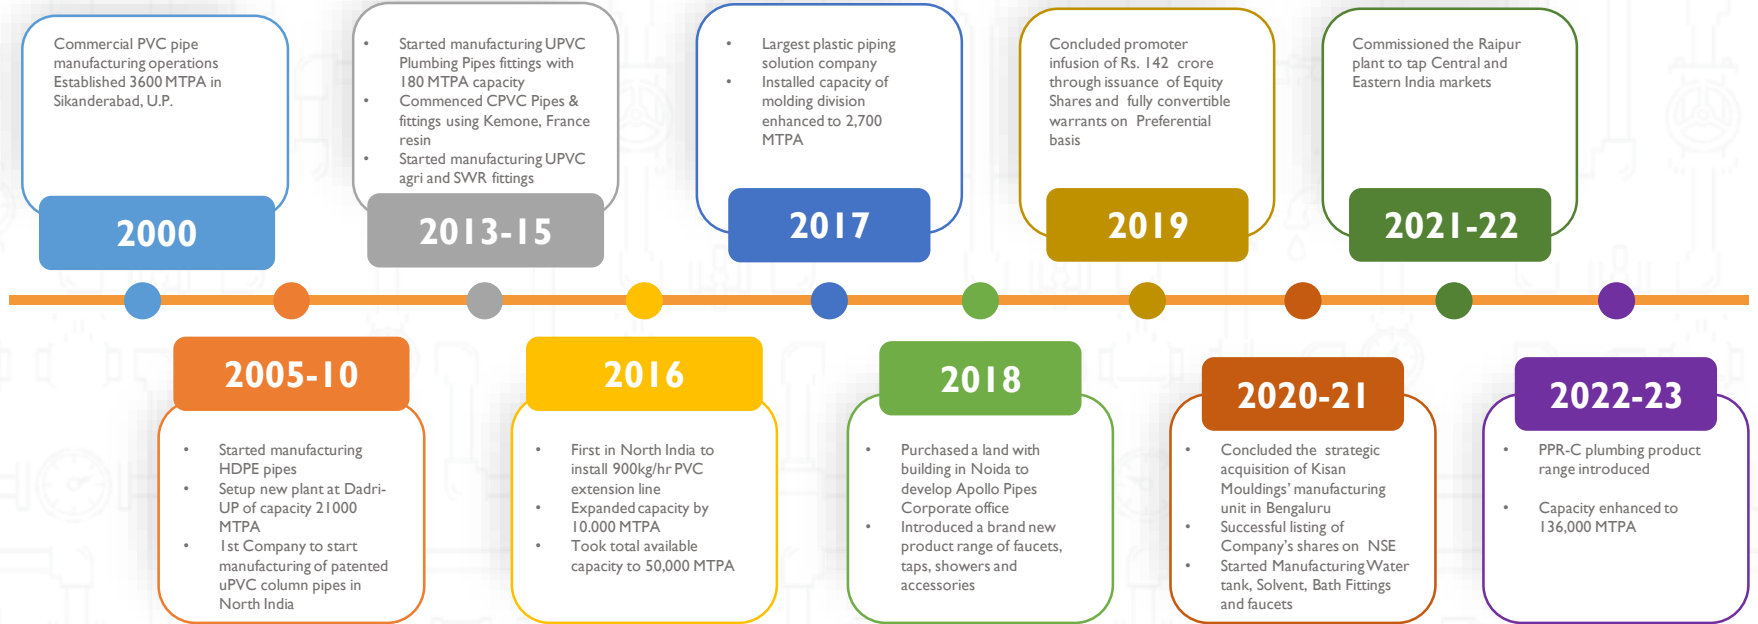 Commercial PVC pipe
manufacturing operations
Established 3600 MTPA in
Sikanderabad, U.P.
2000
• Started manufacturing UPVC
Plumbing Pipes fittings with
180 MTPA capacity
• Commenced CPVC Pipes &
fittings using Kemone, France
resin
• Started manufacturing UPVC
agri and SWR fittings
2013-15
• Largest plastic piping
solution company
• Installed capacity of
molding division
enhanced to 2,700
MTPA
2017
Concluded promoter
infusion of Rs. 142 crore
through issuance of Equity
Shares and fully convertible
warrants on Preferential
basis
2019
Commissioned the Raipur
plant to tap Central and
Eastern India markets
2021-22
2005-10
• Started manufacturing
HDPE pipes
• Setup new plant at Dadri-
UP of capacity 21000
MTPA
• 1st Company to start
manufacturing of patented
uPVC column pipes in
North India
2016
• First in North India to
install 900kg/hr PVC
extension line
• Expanded capacity by
10.000 MTPA
• Took total available
capacity to 50,000 MTPA
2018
• Purchased a land with
building in Noida to
develop Apollo Pipes
Corporate office
• Introduced a brand new
product range of faucets,
taps, showers and
accessories
2020-21
• Concluded the strategic
acquisition of Kisan
Mouldings' manufacturing
unit in Bengaluru
• Successful listing of
Company's shares on NSE
• Started Manufacturing Water
tank, Solvent, Bath Fittings
and faucets
2022-23
• PPR-C plumbing product
range introduced
• Capacity enhanced to
136,000 MTPA